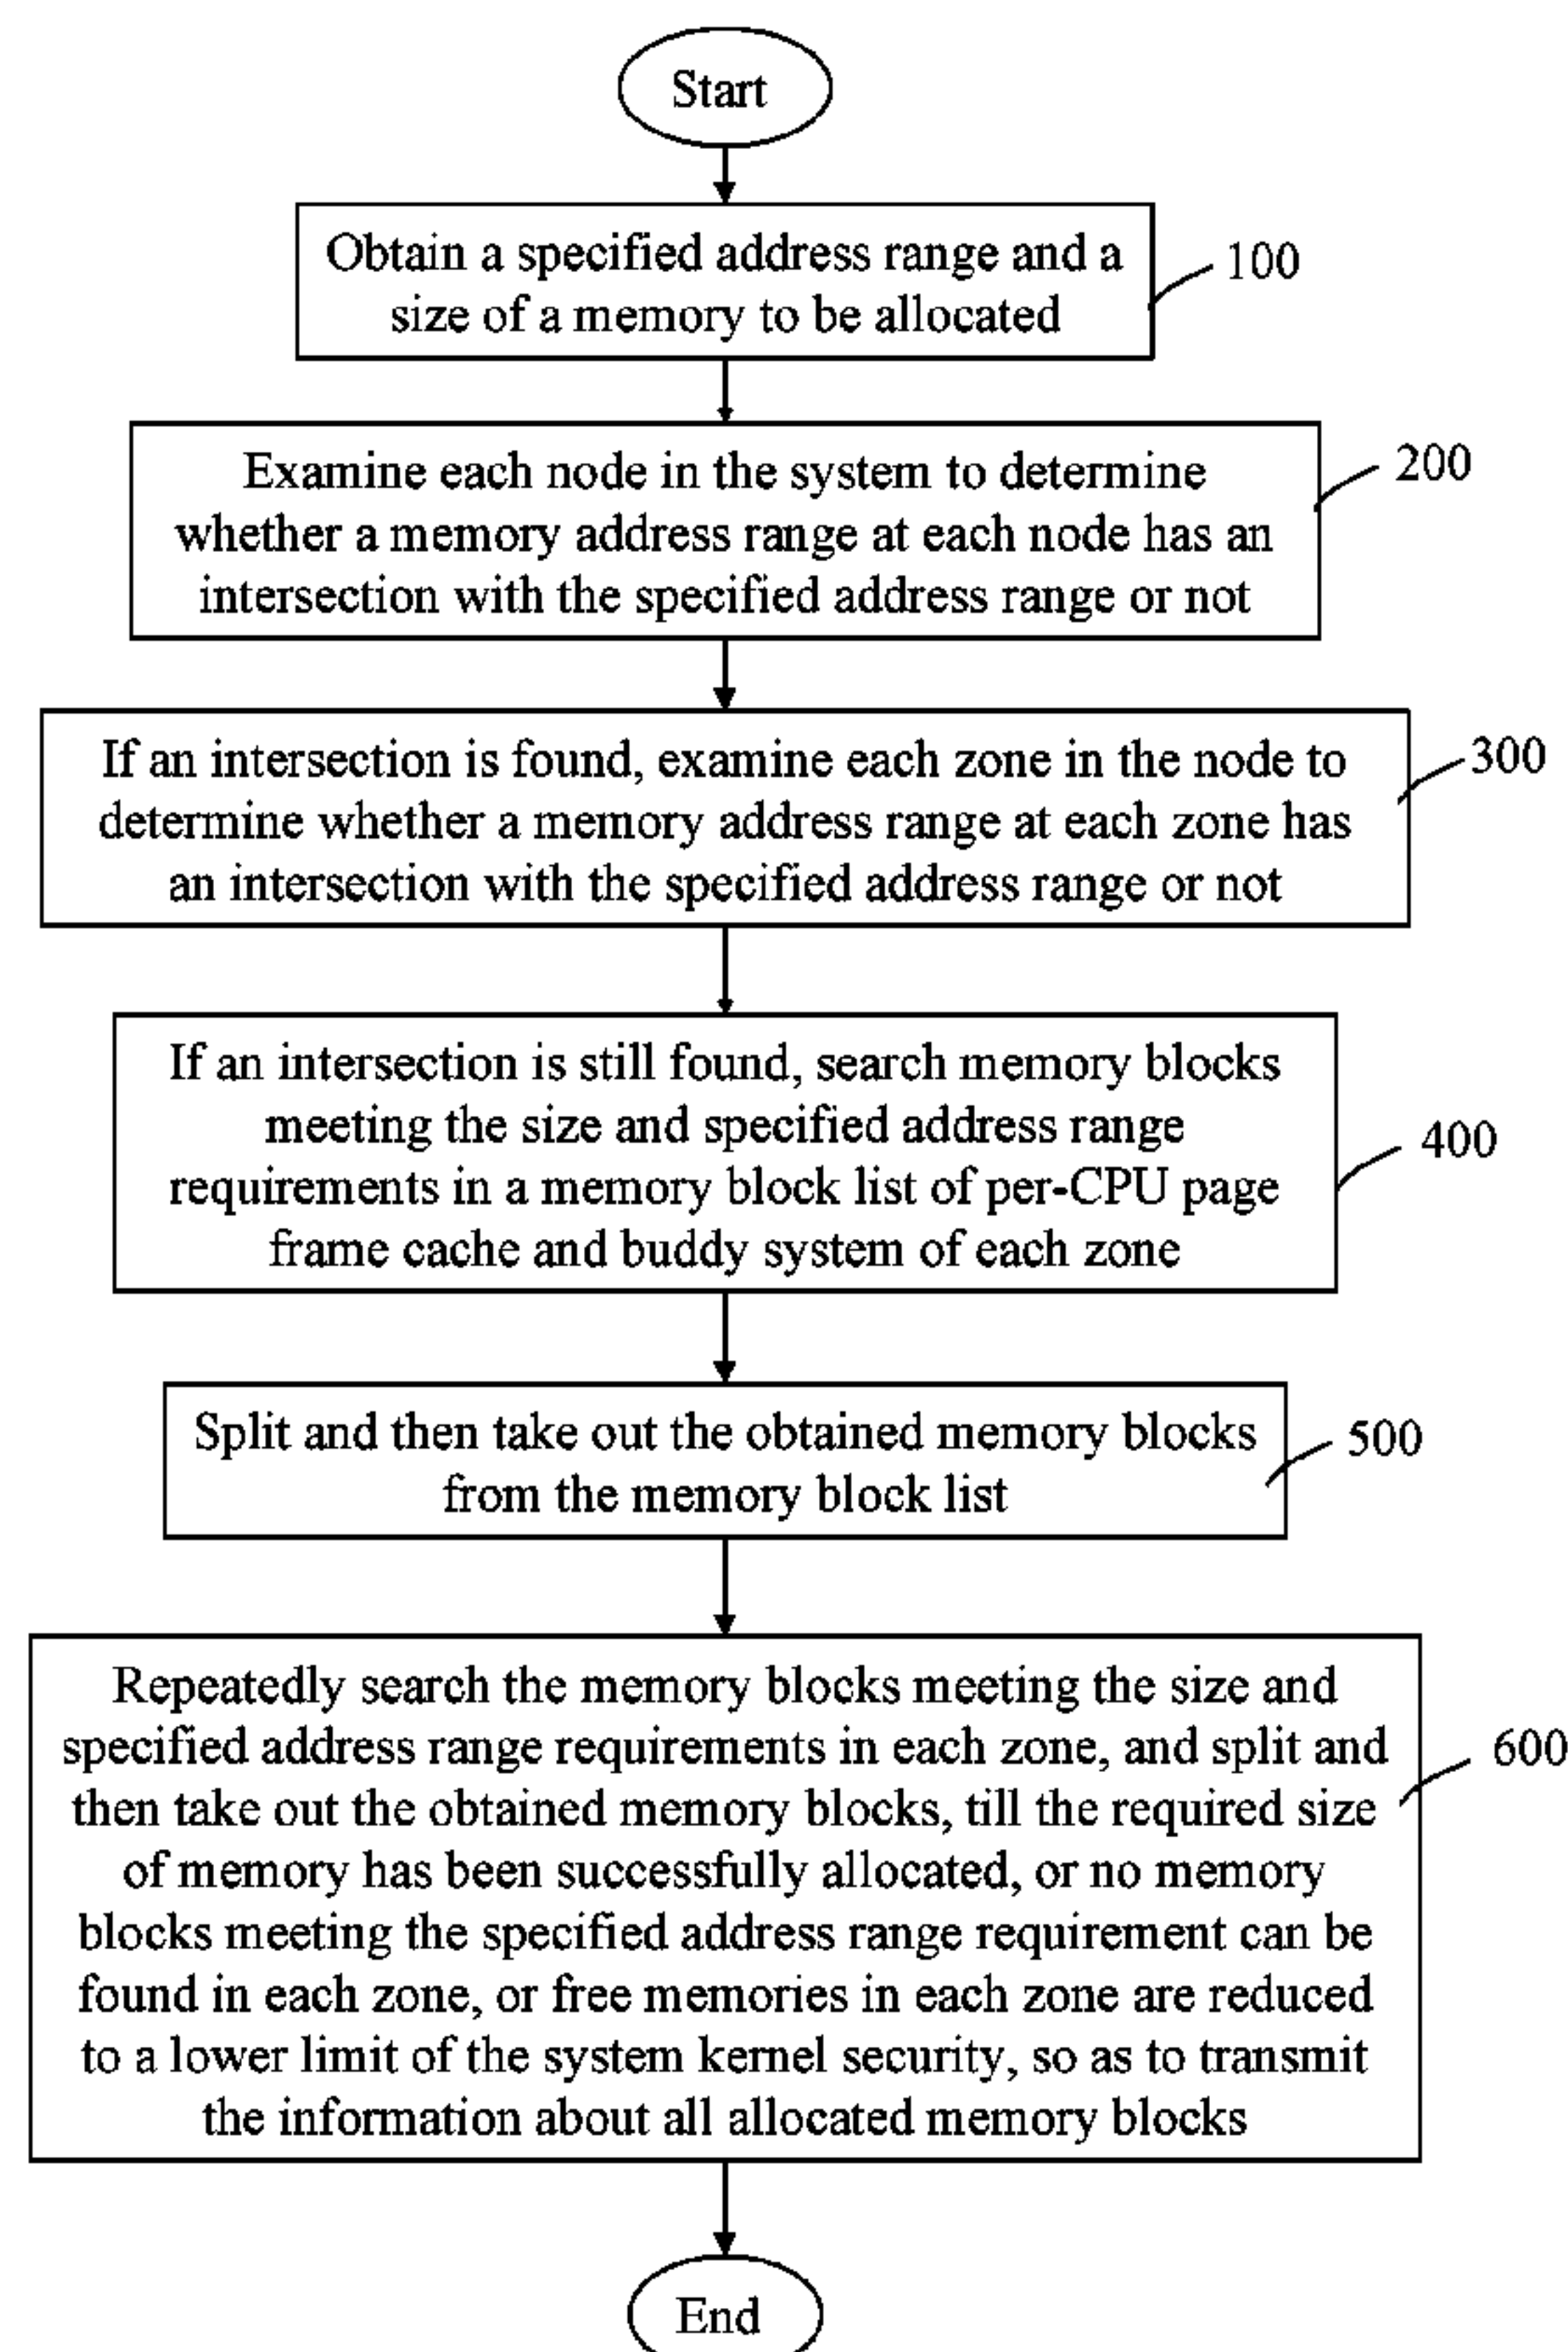 Start
Obtain a specified address range and a
size of a memory to be allocated
100
Examine each node in the system to determine
whether a memory address range at each node has an
intersection with the specified address range or not
200
If an intersection is found, examine each zone in the node to
determine whether a memory address range at each zone has
an intersection with the specified address range or not
300
If an intersection is still found, search memory blocks
meeting the size and specified address range
requirements in a memory block list of per-CPU page
frame cache and buddy system of each zone
400
Split and then take out the obtained memory blocks
from the memory block list
500
Repeatedly search the memory blocks meeting the size and
specified address range requirements in each zone, and split and
then take out the obtained memory blocks, till the required size
of memory has been successfully allocated, or no memory
blocks meeting the specified address range requirement can be
found in each zone, or free memories in each zone are reduced
to a lower limit of the system kernel security, so as to transmit
the information about all allocated memory blocks
600
End